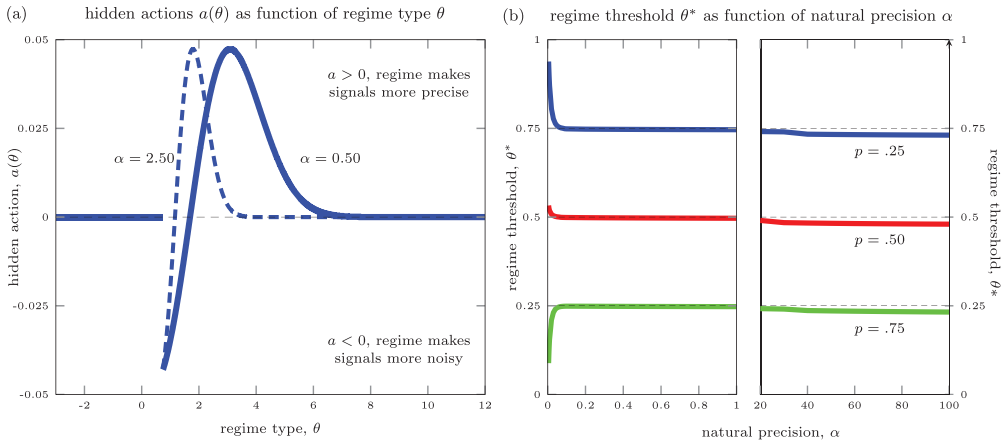 (a)
hidden actions a(θ) as function of regime type θ
0.05
0.025
0
-0.025
-0.05
hidden action, a(θ)
a > 0, regime makes
signals more precise
α = 2.50
α = 0.50
a < 0, regime makes
signals more noisy
-2 0 2 4 6 8 10 12
regime type, θ
(b)
regime threshold θ* as function of natural precision α
1
0.75
0.5
0.25
0
regime threshold, θ*
0 0.2 0.4 0.6 0.8 1
p = .25
p = .50
p = .75
20 40 60 80 100
1
0.75
0.5
0.25
0
regime threshold, θ*
natural precision, α